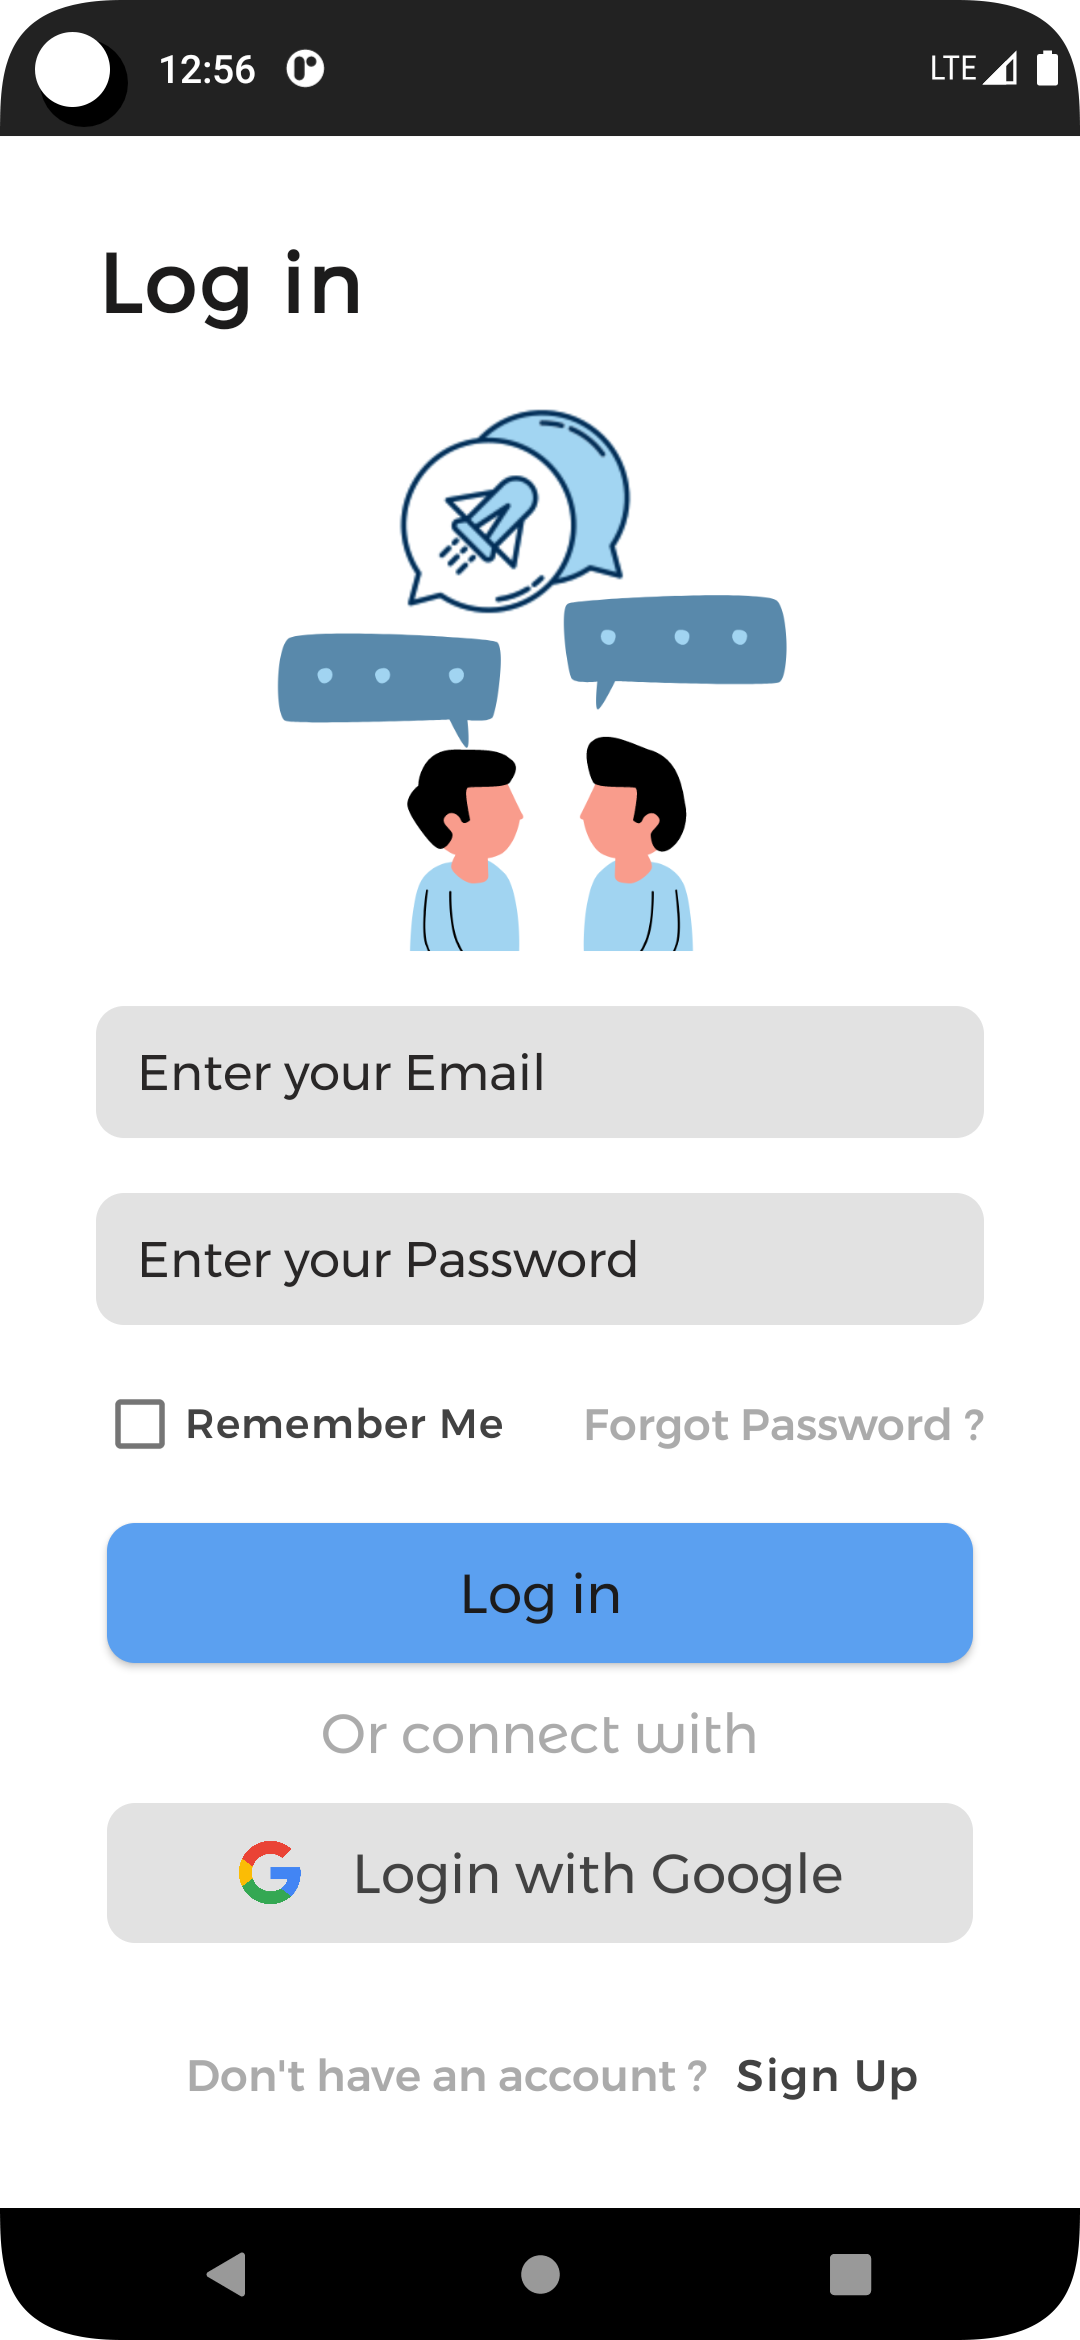 12:56 LTE
Log in
Enter your Email
Enter your Password
Remember Me Forgot Password ?
Log in
Or connect with
Login with Google
Don't have an account ? Sign Up